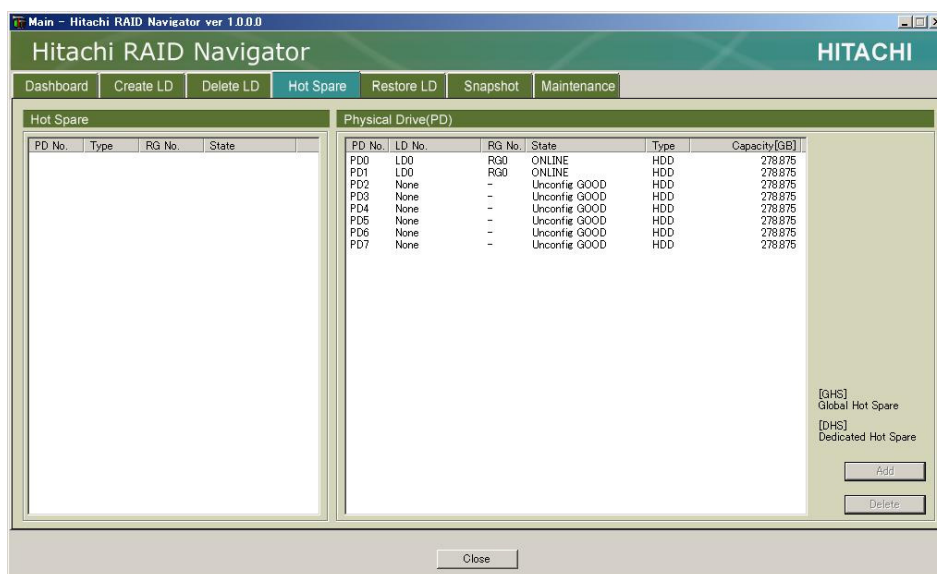 Main - Hitachi RAID Navigator ver 1.0.0.0
Hitachi RAID Navigator HITACHI
Dashboard Create LD Delete LD Hot Spare Restore LD Snapshot Maintenance
Hot Spare
PD No. Type RG No. State
Physical Drive(PD)
PD No. LD No. RG No. State Type Capacity[GB]
PD0 LD0 RG0 ONLINE HDD 278.875
PD1 LD0 RG0 ONLINE HDD 278.875
PD2 None - Unconfig GOOD HDD 278.875
PD3 None - Unconfig GOOD HDD 278.875
PD4 None - Unconfig GOOD HDD 278.875
PD5 None - Unconfig GOOD HDD 278.875
PD6 None - Unconfig GOOD HDD 278.875
PD7 None - Unconfig GOOD HDD 278.875
[GHS]
Global Hot Spare
[DHS]
Dedicated Hot Spare
Add
Delete
Close